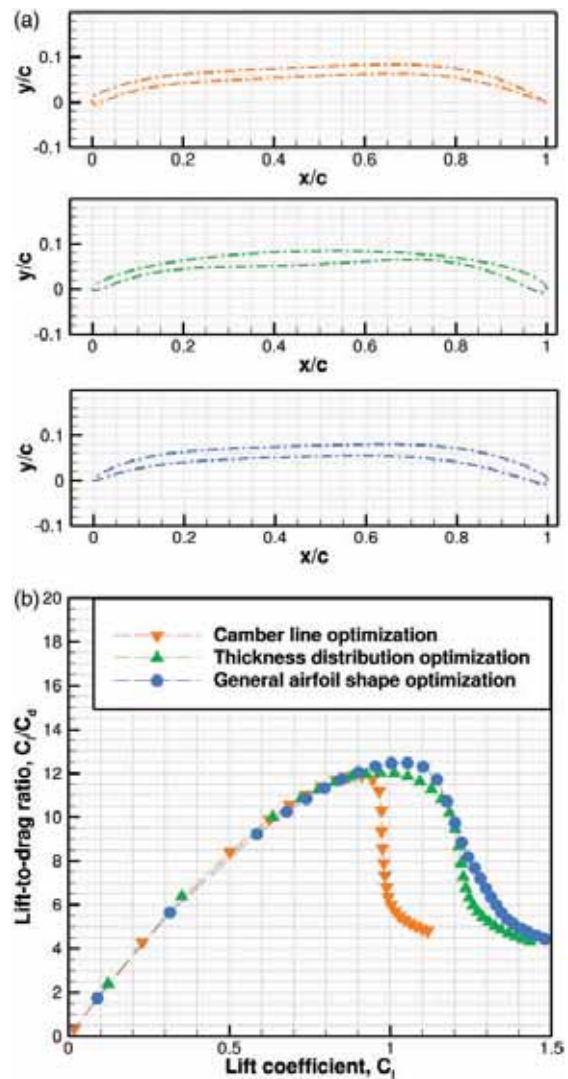 (a)
y/c
0.1
0
-0.1
0 0.2 0.4 0.6 0.8 1
x/c
y/c
0.1
0
-0.1
0 0.2 0.4 0.6 0.8 1
x/c
y/c
0.1
0
-0.1
0 0.2 0.4 0.6 0.8 1
x/c
(b)
Lift-to-drag ratio, Cl/Cd
20
18
16
14
12
10
8
6
4
2
0
Camber line optimization
Thickness distribution optimization
General airfoil shape optimization
0 0.5 1 1.5
Lift coefficient, Cl